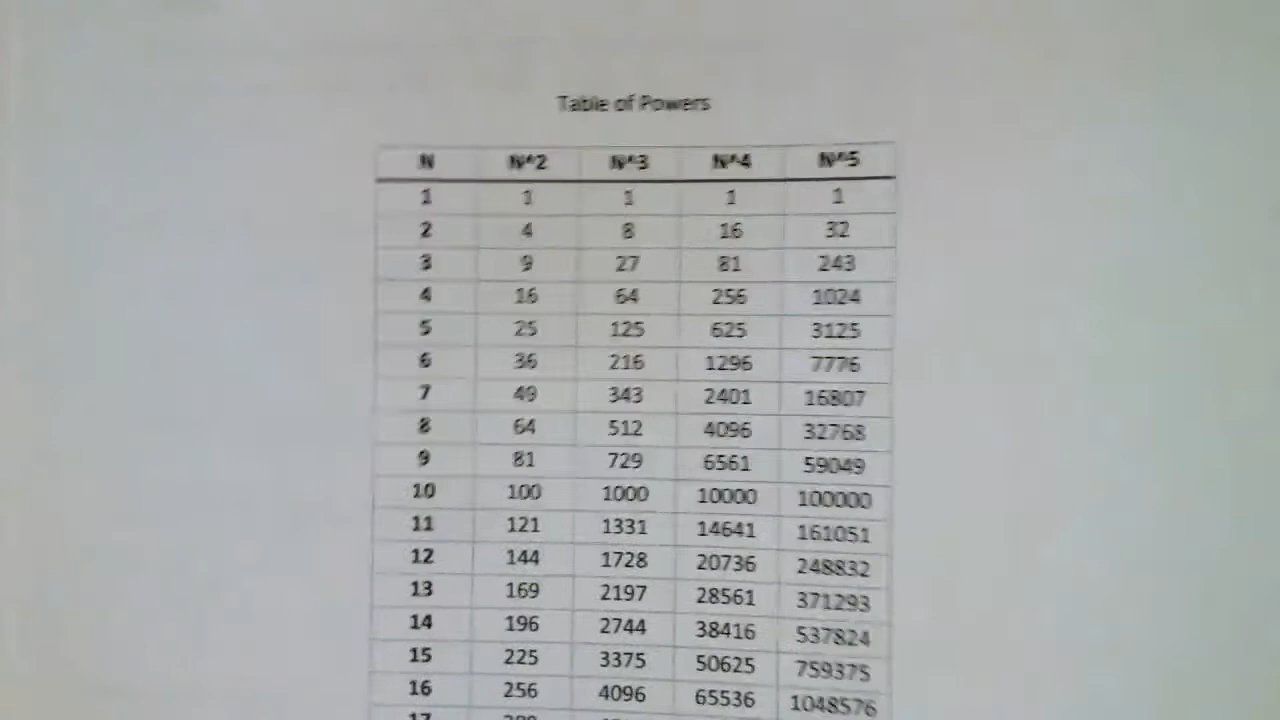 Table of Powers
N N^2 N^3 N^4 N^5
1 1 1 1 1
2 4 8 16 32
3 9 27 81 243
4 16 64 256 1024
5 25 125 625 3125
6 36 216 1296 7776
7 49 343 2401 16807
8 64 512 4096 32768
9 81 729 6561 59049
10 100 1000 10000 100000
11 121 1331 14641 161051
12 144 1728 20736 248832
13 169 2197 28561 371293
14 196 2744 38416 537824
15 225 3375 50625 759375
16 256 4096 65536 1048576
17